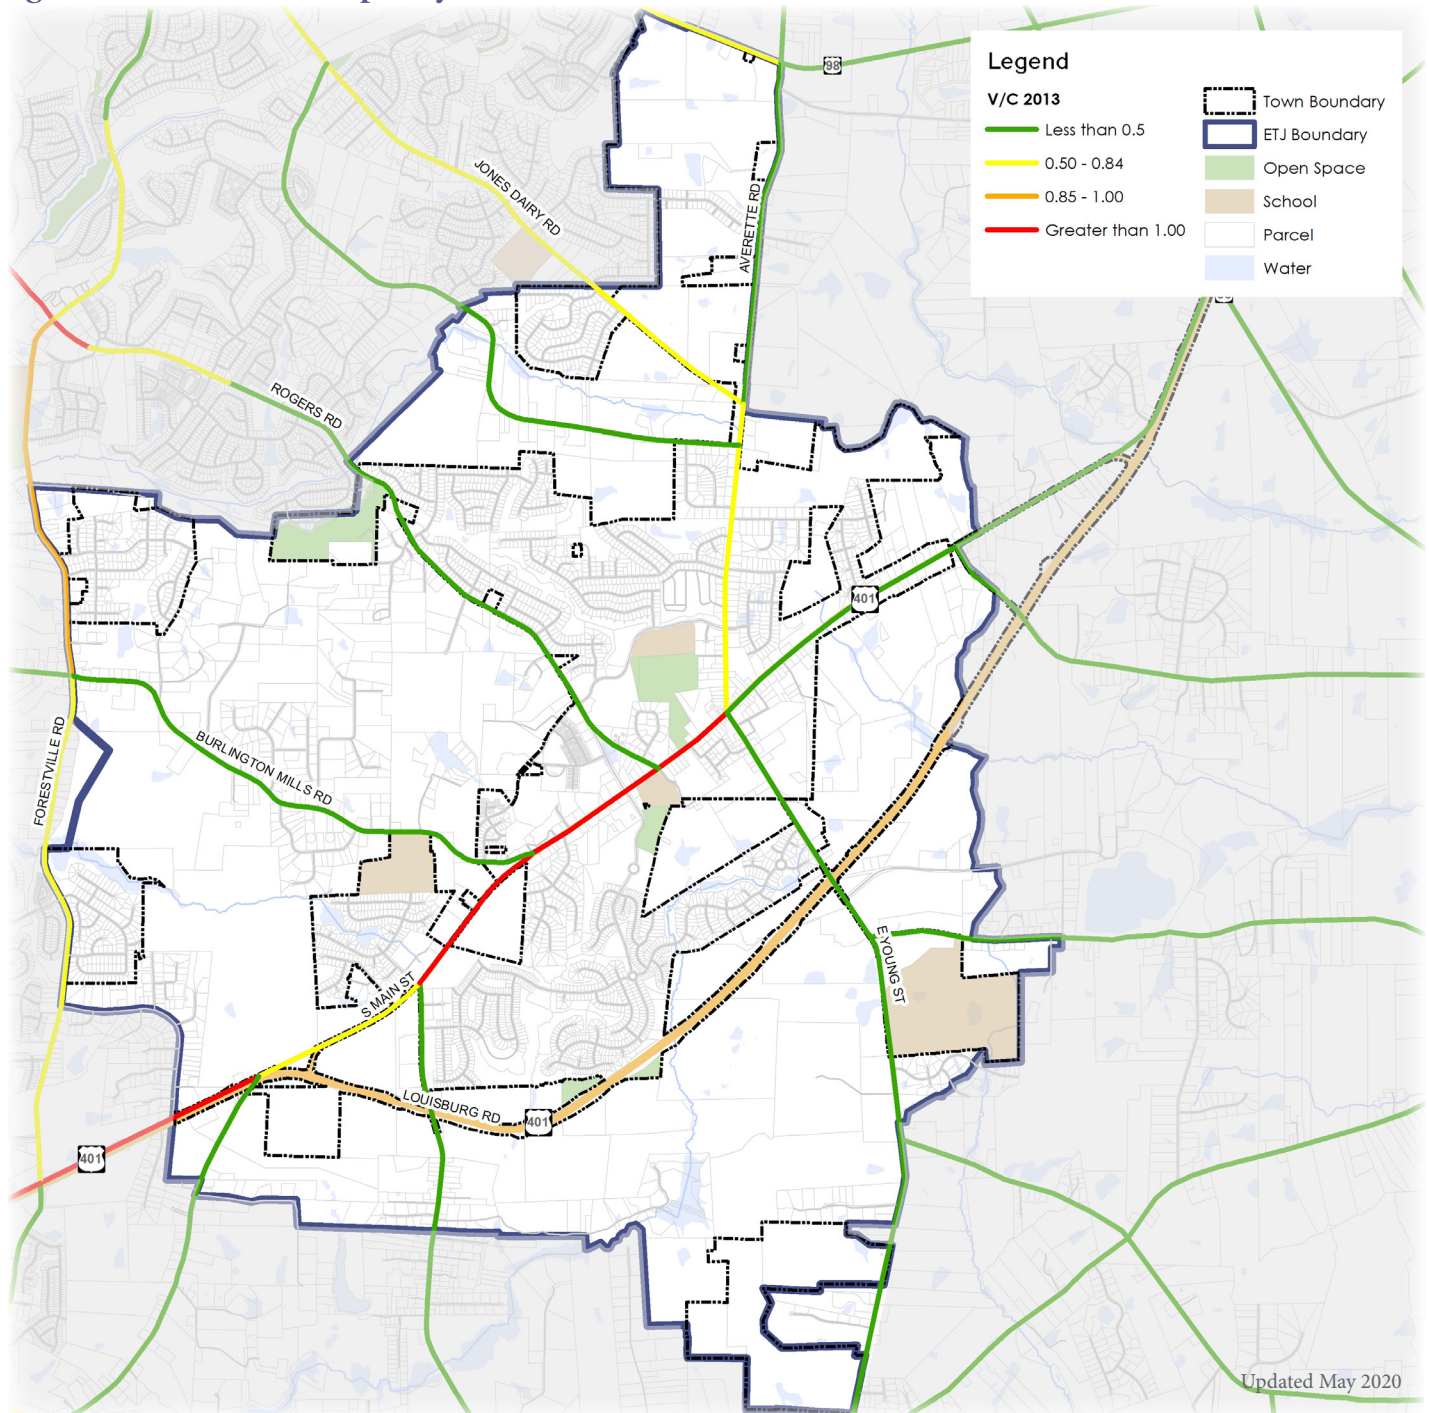 98
Legend
V/C 2013
Less than 0.5
0.50 - 0.84
0.85 - 1.00
Greater than 1.00
Town Boundary
ETJ Boundary
Open Space
School
Parcel
Water
JONES DAIRY RD
AVERETTE RD
ROGERS RD
401
FORESTVILLE RD
BURLINGTON MILLS RD
E YOUNG ST
S MAIN ST
LOUISBURG RD
401
401
Updated May 2020